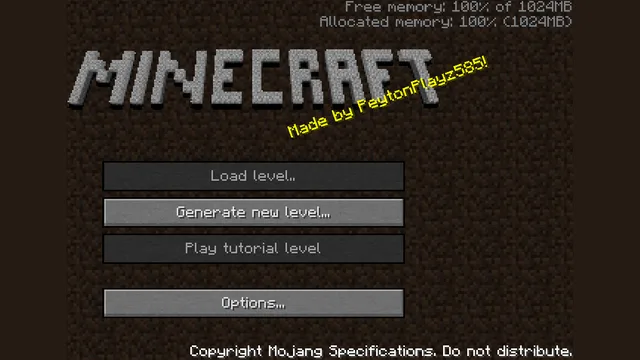 Free memory: 100% of 1024MB
Allocated memory: 100% (1024MB)
MINECRAFT
Made by PeytonPlayz585!
Load level..
Generate new level...
Play tutorial level
Options...
Copyright Mojang Specifications. Do not distribute.